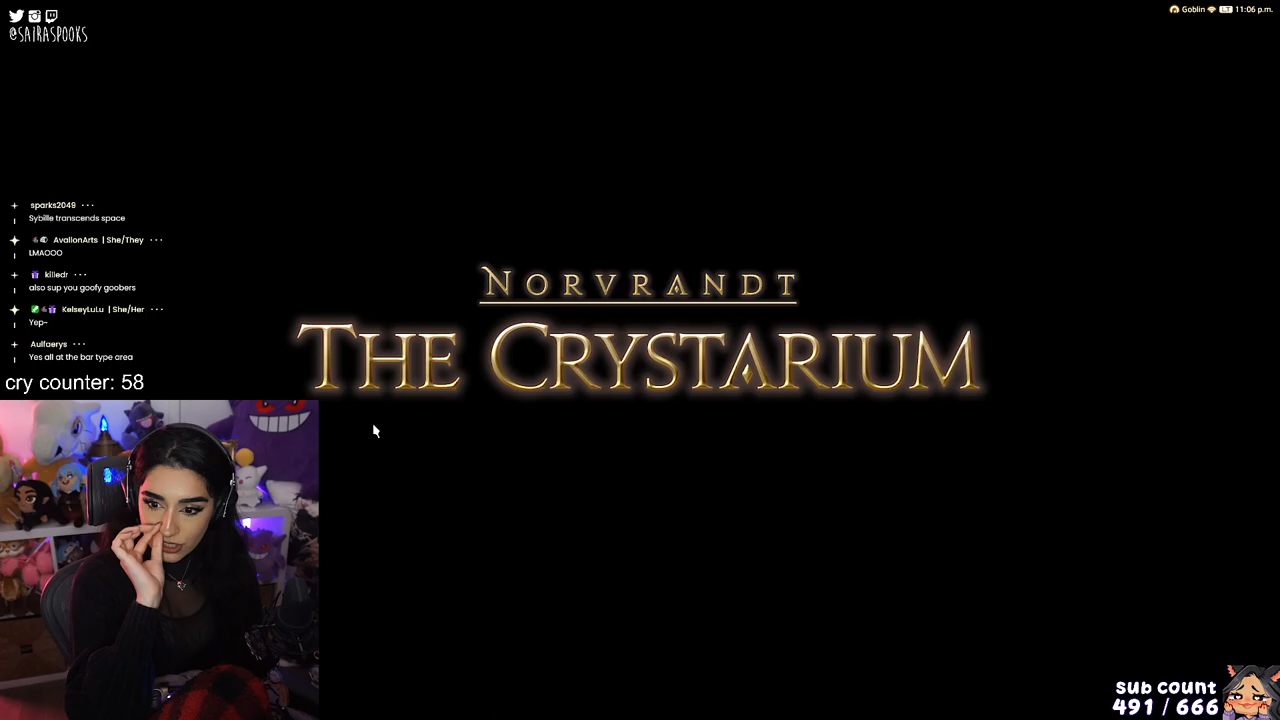 @SAIRASPOOKS
Goblin LT 11:06 p.m.
sparks2049
Sybille transcends space
AvallonArts | She/They
LMAOOO
killedr
also sup you goofy goobers
KelseyLuLu | She/Her
Yep~
Aulfaerys
Yes all at the bar type area
cry counter: 58
NORVRANDT
THE CRYSTARIUM
sub count
491 / 666